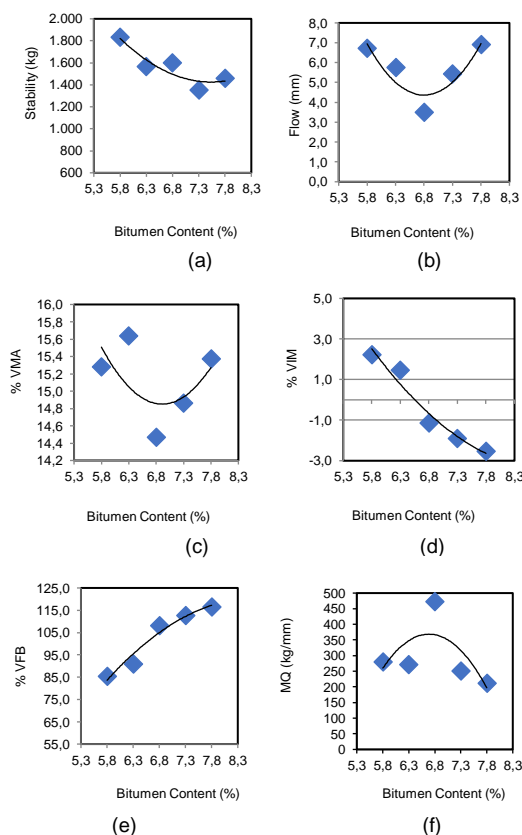 2.000
1.800
1.600
1.400
1.200
1.000
800
600
Stability (kg)
5,3 5,8 6,3 6,8 7,3 7,8 8,3
Bitumen Content (%)
(a)
8,0
7,0
6,0
5,0
4,0
3,0
2,0
1,0
0,0
Flow (mm)
5,3 5,8 6,3 6,8 7,3 7,8 8,3
Bitumen Content (%)
(b)
16,0
15,8
15,6
15,4
15,2
15,0
14,8
14,6
14,4
14,2
% VMA
5,3 5,8 6,3 6,8 7,3 7,8 8,3
Bitumen Content (%)
(c)
5,0
3,0
1,0
-1,0
-3,0
% VIM
5,3 5,8 6,3 6,8 7,3 7,8 8,3
Bitumen Content (%)
(d)
125,0
115,0
105,0
95,0
85,0
75,0
65,0
55,0
% VFB
5,3 5,8 6,3 6,8 7,3 7,8 8,3
Bitumen Content (%)
(e)
500
450
400
350
300
250
200
150
100
50
0
MQ (kg/mm)
5,3 5,8 6,3 6,8 7,3 7,8 8,3
Bitumen Content (%)
(f)